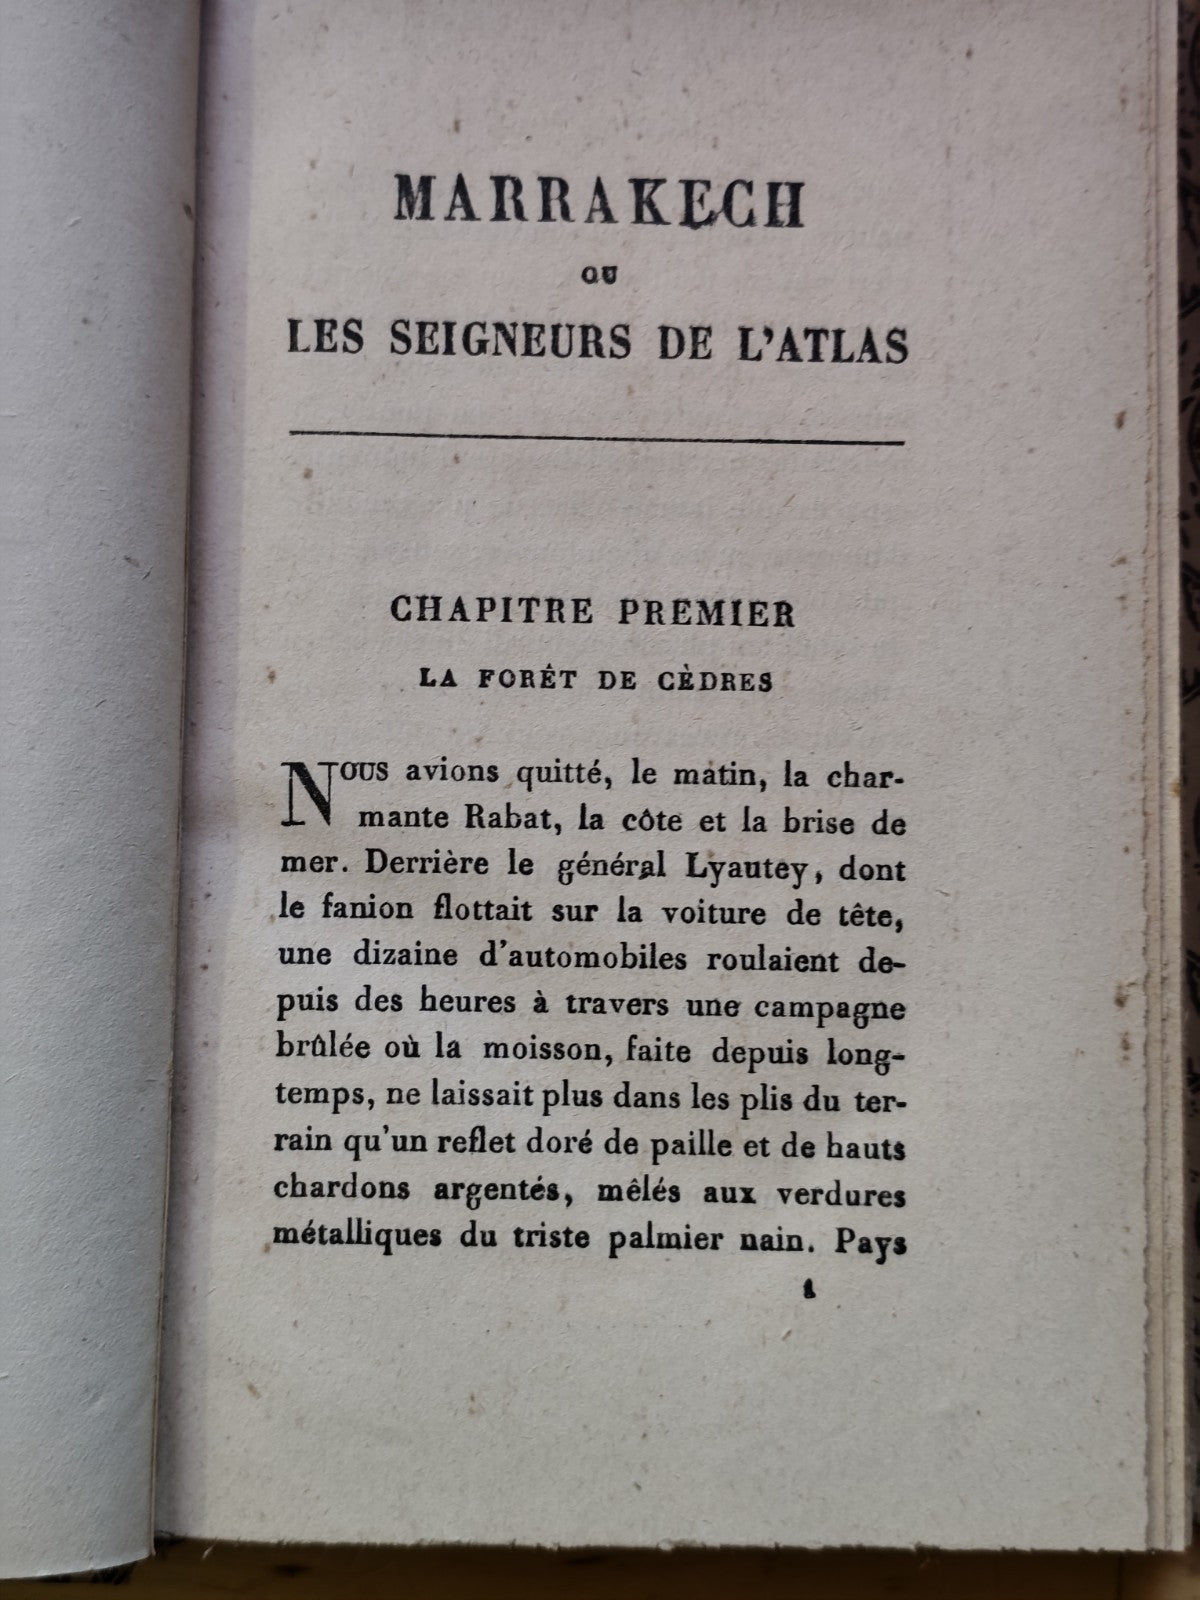 MARRAKECH
OU
LES SEIGNEURS DE L'ATLAS
CHAPITRE PREMIER
LA FORÊT DE CÈDRES
NOUS avions quitté, le matin, la char-
mante Rabat, la côte et la brise de
mer. Derrière le général Lyautey, dont
le fanion flottait sur la voiture de tête,
une dizaine d'automobiles roulaient de-
puis des heures à travers une campagne
brûlée où la moisson, faite depuis long-
temps, ne laissait plus dans les plis du ter-
rain qu'un reflet doré de paille et de hauts
chardons argentés, mêlés aux verdures
métalliques du triste palmier nain. Pays
1